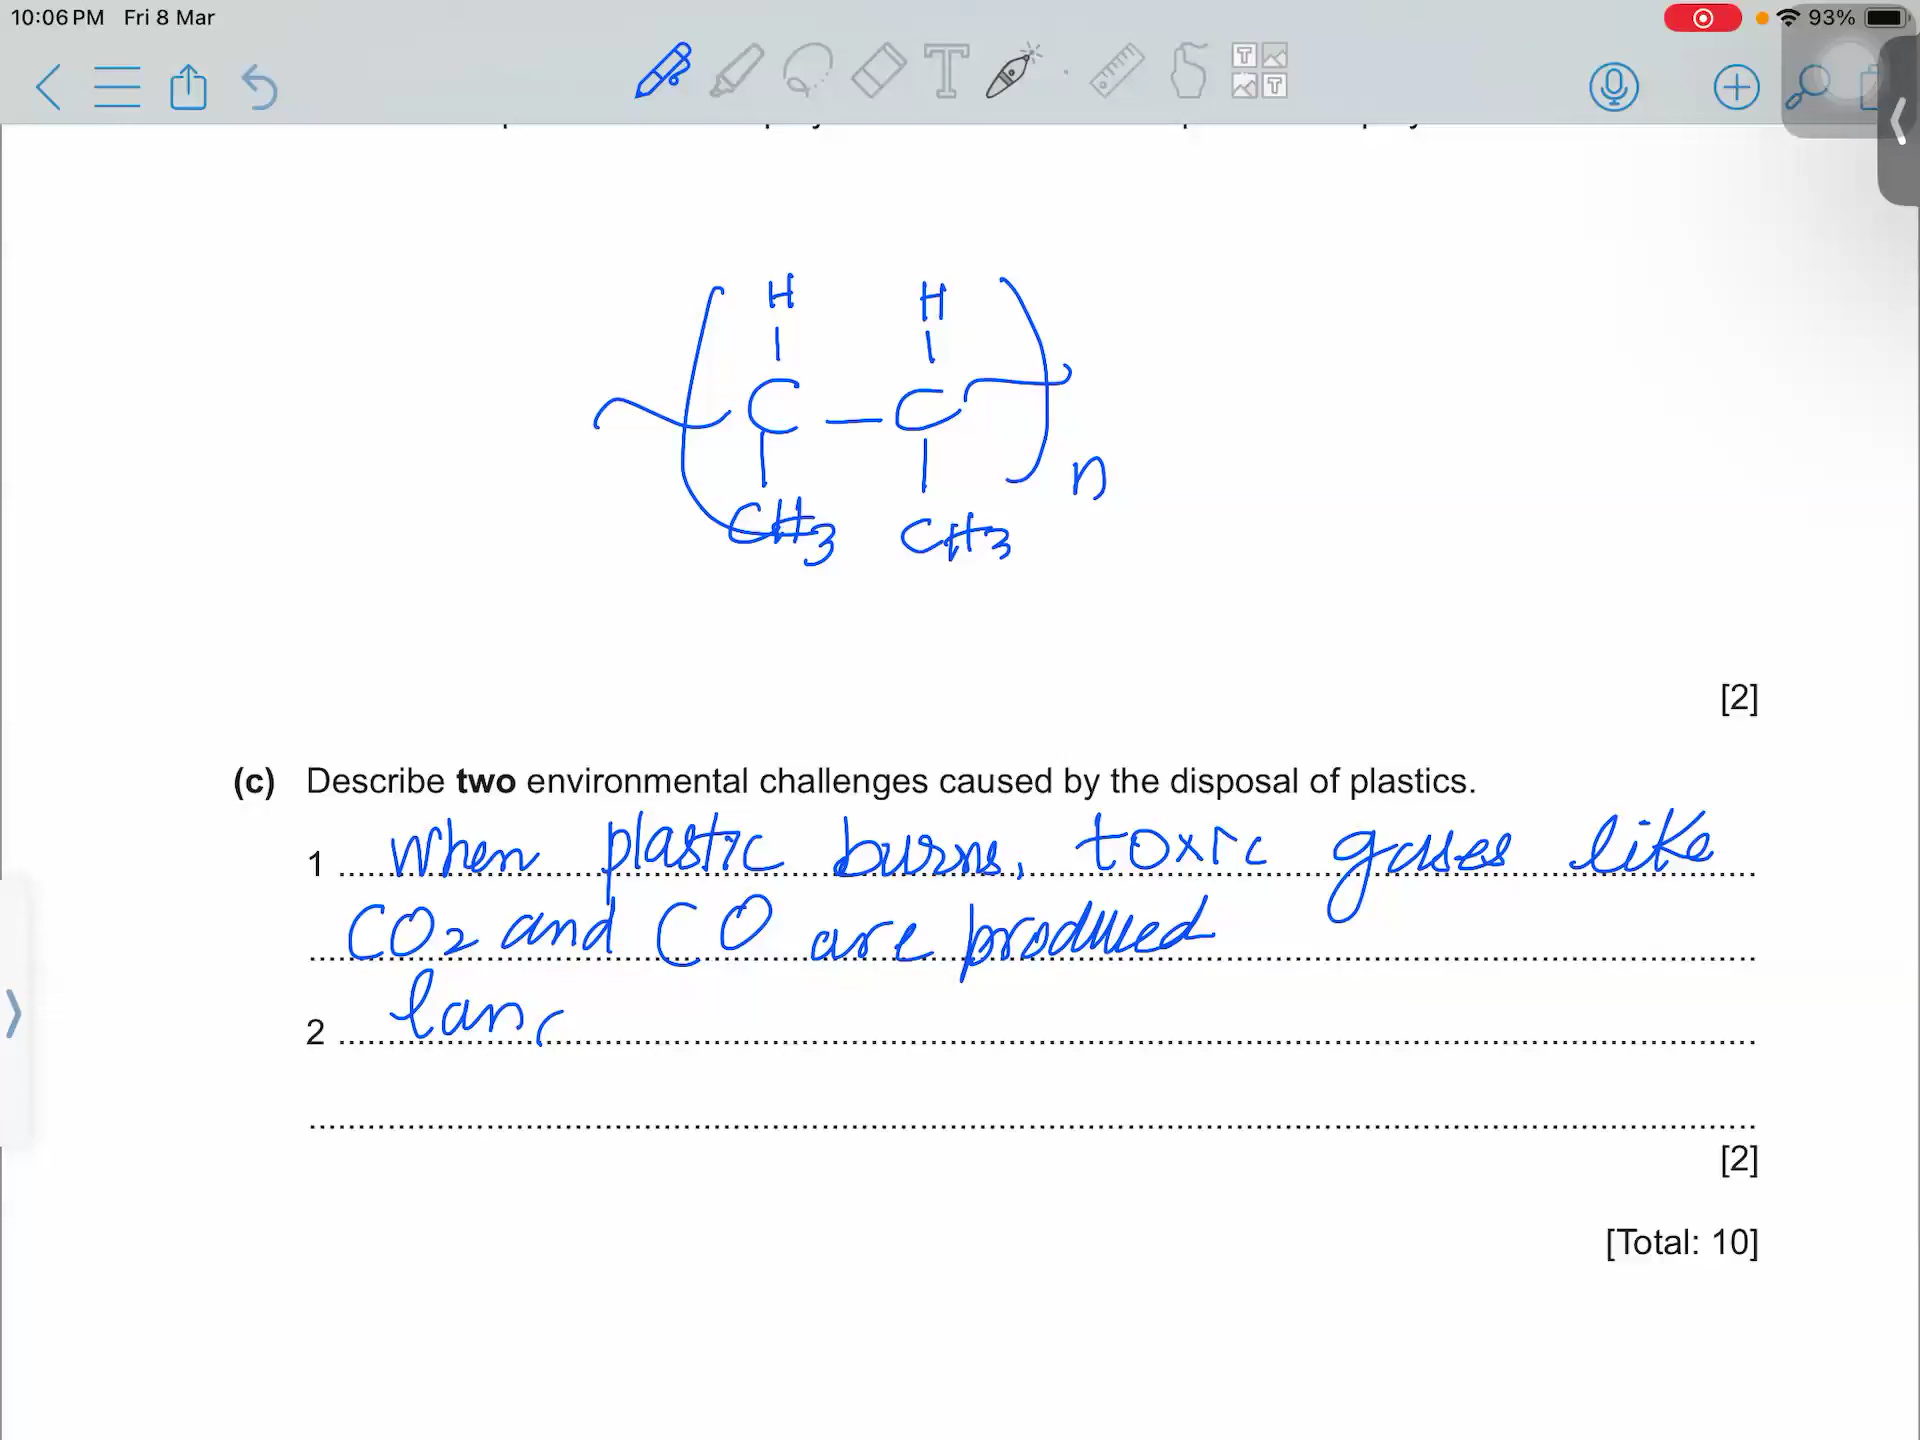 10:06 PM Fri 8 Mar 93%
H H
C — C
n
CH3 CH3
[2]
(c) Describe two environmental challenges caused by the disposal of plastics.
1 When plastic burns, toxic gases like
CO2 and CO are produced
2 lan
[2]
[Total: 10]